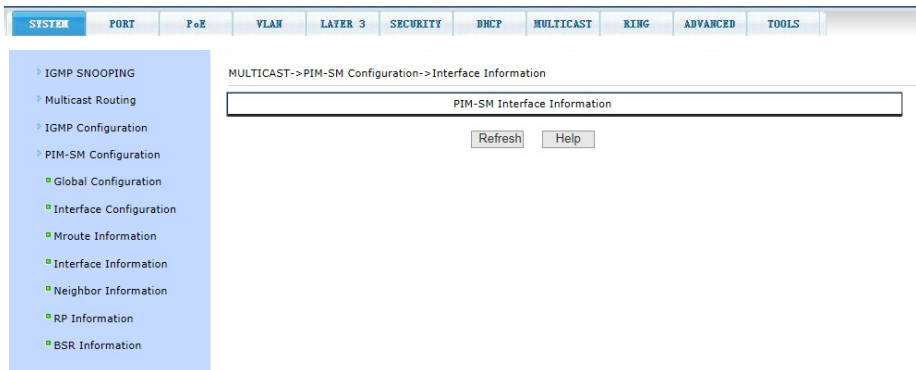 SYSTEM PORT PoE VLAN LAYER 3 SECURITY DHCP MULTICAST RING ADVANCED TOOLS
IGMP SNOOPING
Multicast Routing
IGMP Configuration
PIM-SM Configuration
Global Configuration
Interface Configuration
Mroute Information
Interface Information
Neighbor Information
RP Information
BSR Information
MULTICAST->PIM-SM Configuration->Interface Information
PIM-SM Interface Information
Refresh Help